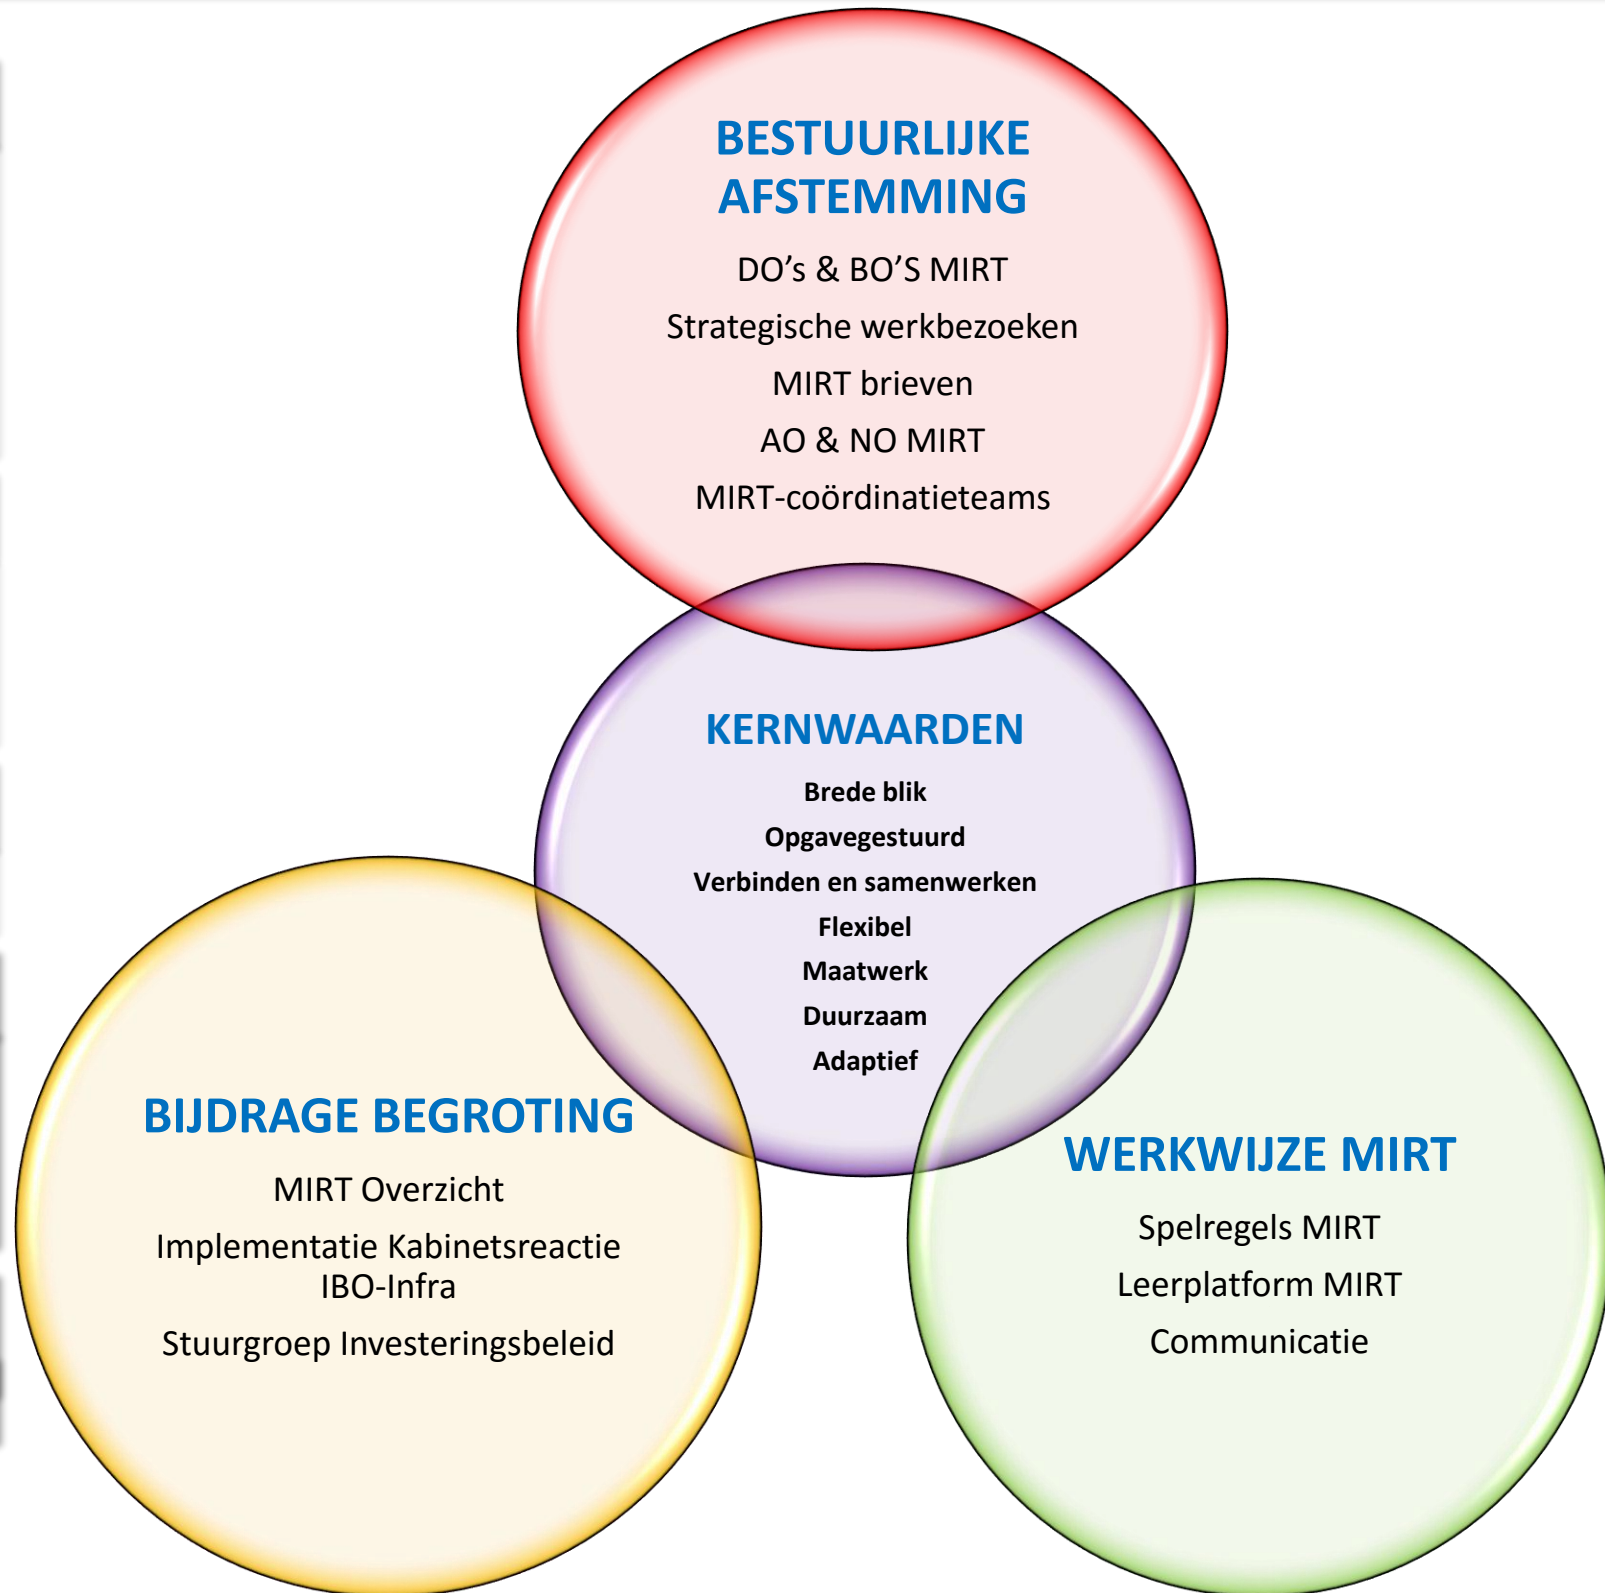 BESTUURLIJKE
AFSTEMMING
DO’s & BO’S MIRT
Strategische werkbezoeken
MIRT brieven
AO & NO MIRT
MIRT-coördinatieteams
KERNWAARDEN
Brede blik
Opgavegestuurd
Verbinden en samenwerken
Flexibel
Maatwerk
Duurzaam
Adaptief
BIJDRAGE BEGROTING
MIRT Overzicht
Implementatie Kabinetsreactie
IBO-Infra
Stuurgroep Investeringsbeleid
WERKWIJZE MIRT
Spelregels MIRT
Leerplatform MIRT
Communicatie